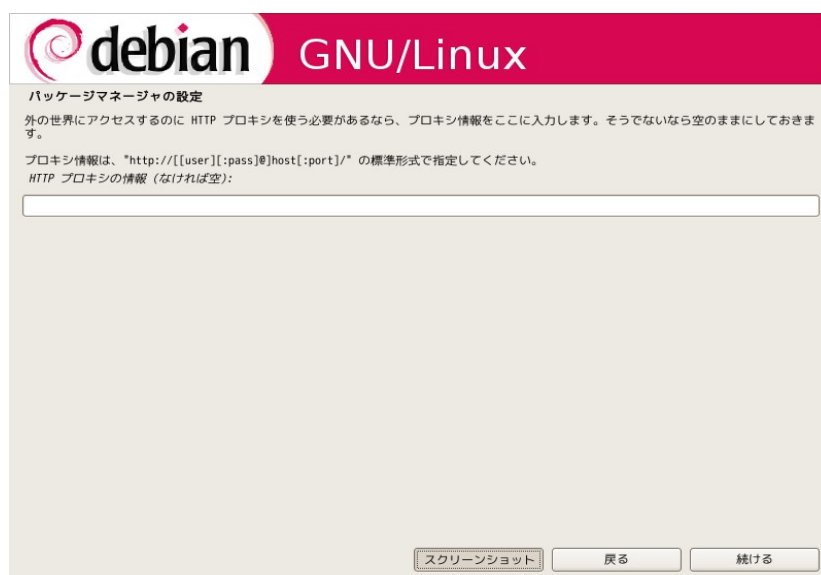 debian GNU/Linux
パッケージマネージャの設定
外の世界にアクセスするのに HTTP プロキシを使う必要があるなら、プロキシ情報をここに入力します。そうでないなら空のままにしておきま
す。
プロキシ情報は、"http://[[user][:pass]@]host[:port]/" の標準形式で指定してください。
HTTP プロキシの情報 (なければ空):
スクリーンショット 戻る 続ける